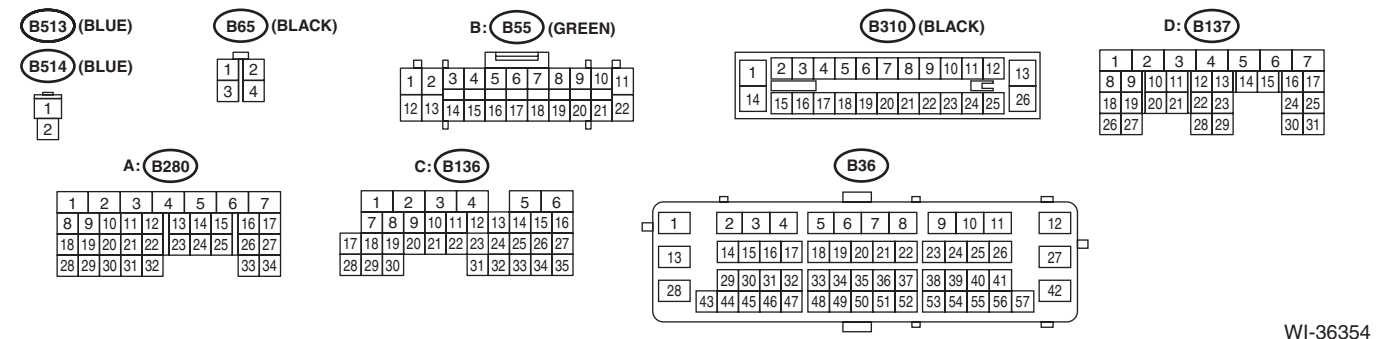 B513 (BLUE)
B514 (BLUE)
1
2
B65 (BLACK)
1 2
3 4
B: B55 (GREEN)
1 2 3 4 5 6 7 8 9 10 11
12 13 14 15 16 17 18 19 20 21 22
B310 (BLACK)
1 2 3 4 5 6 7 8 9 10 11 12 13
14 15 16 17 18 19 20 21 22 23 24 25 26
D: B137
1 2 3 4 5 6 7
8 9 10 11 12 13 14 15 16 17
18 19 20 21 22 23 24 25
26 27 28 29 30 31
A: B280
1 2 3 4 5 6 7
8 9 10 11 12 13 14 15 16 17
18 19 20 21 22 23 24 25 26 27
28 29 30 31 32 33 34
C: B136
1 2 3 4 5 6
7 8 9 10 11 12 13 14 15 16
17 18 19 20 21 22 23 24 25 26 27
28 29 30 31 32 33 34 35
B36
1 2 3 4 5 6 7 8 9 10 11 12
13 14 15 16 17 18 19 20 21 22 23 24 25 26 27
28 29 30 31 32 33 34 35 36 37 38 39 40 41 42
43 44 45 46 47 48 49 50 51 52 53 54 55 56 57
WI-36354